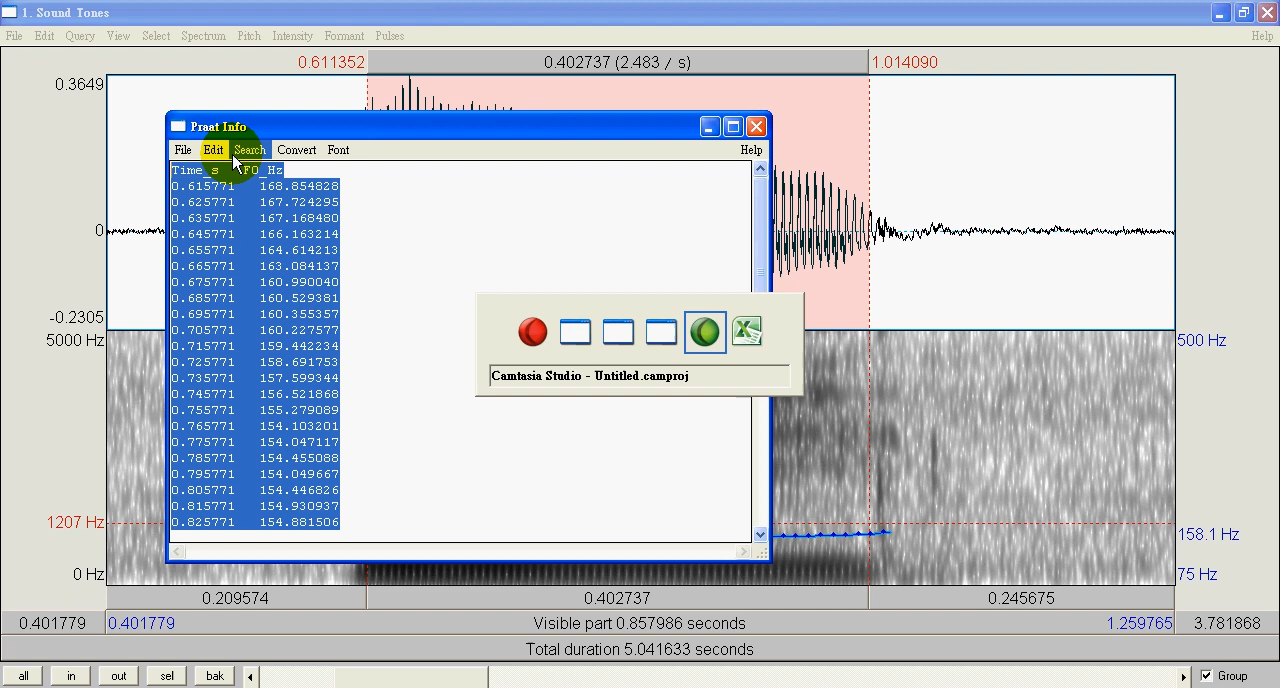 1. Sound Tones
File Edit Query View Select Spectrum Pitch Intensity Formant Pulses Help
0.611352 0.402737 (2.483 / s) 1.014090
0.3649
0
-0.2305
5000 Hz
1207 Hz
0 Hz
500 Hz
158.1 Hz
75 Hz
Praat Info
File Edit Search Convert Font Help
Time_s F0_Hz
0.615771 168.854828
0.625771 167.724295
0.635771 167.168480
0.645771 166.163214
0.655771 164.614213
0.665771 163.084137
0.675771 160.990040
0.685771 160.529381
0.695771 160.355357
0.705771 160.227577
0.715771 159.442234
0.725771 158.691753
0.735771 157.599344
0.745771 156.521868
0.755771 155.279089
0.765771 154.103201
0.775771 154.047117
0.785771 154.455088
0.795771 154.049667
0.805771 154.446826
0.815771 154.930937
0.825771 154.881506
Camtasia Studio - Untitled.camproj
0.209574 0.402737 0.245675
0.401779 0.401779 Visible part 0.857986 seconds 1.259765 3.781868
Total duration 5.041633 seconds
all in out sel bak Group